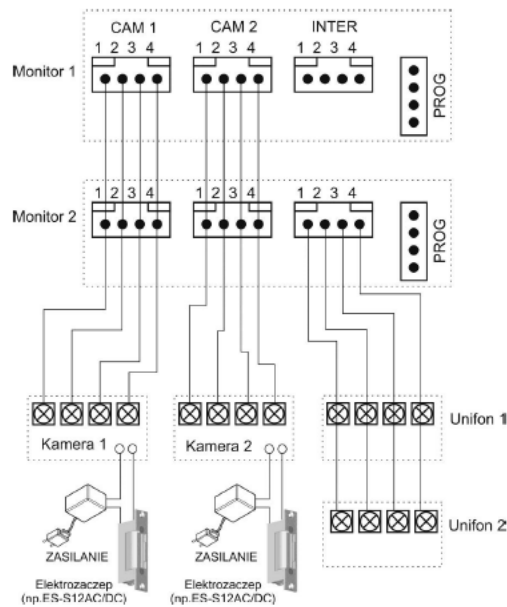 CAM 1 CAM 2 INTER
1 2 3 4 1 2 3 4 1 2 3 4
Monitor 1
PROG
1 2 3 4 1 2 3 4 1 2 3 4
Monitor 2
PROG
Kamera 1 Kamera 2
Unifon 1
Unifon 2
ZASILANIE ZASILANIE
Elektrozaczep Elektrozaczep
(np.ES-S12AC/DC) (np.ES-S12AC/DC)